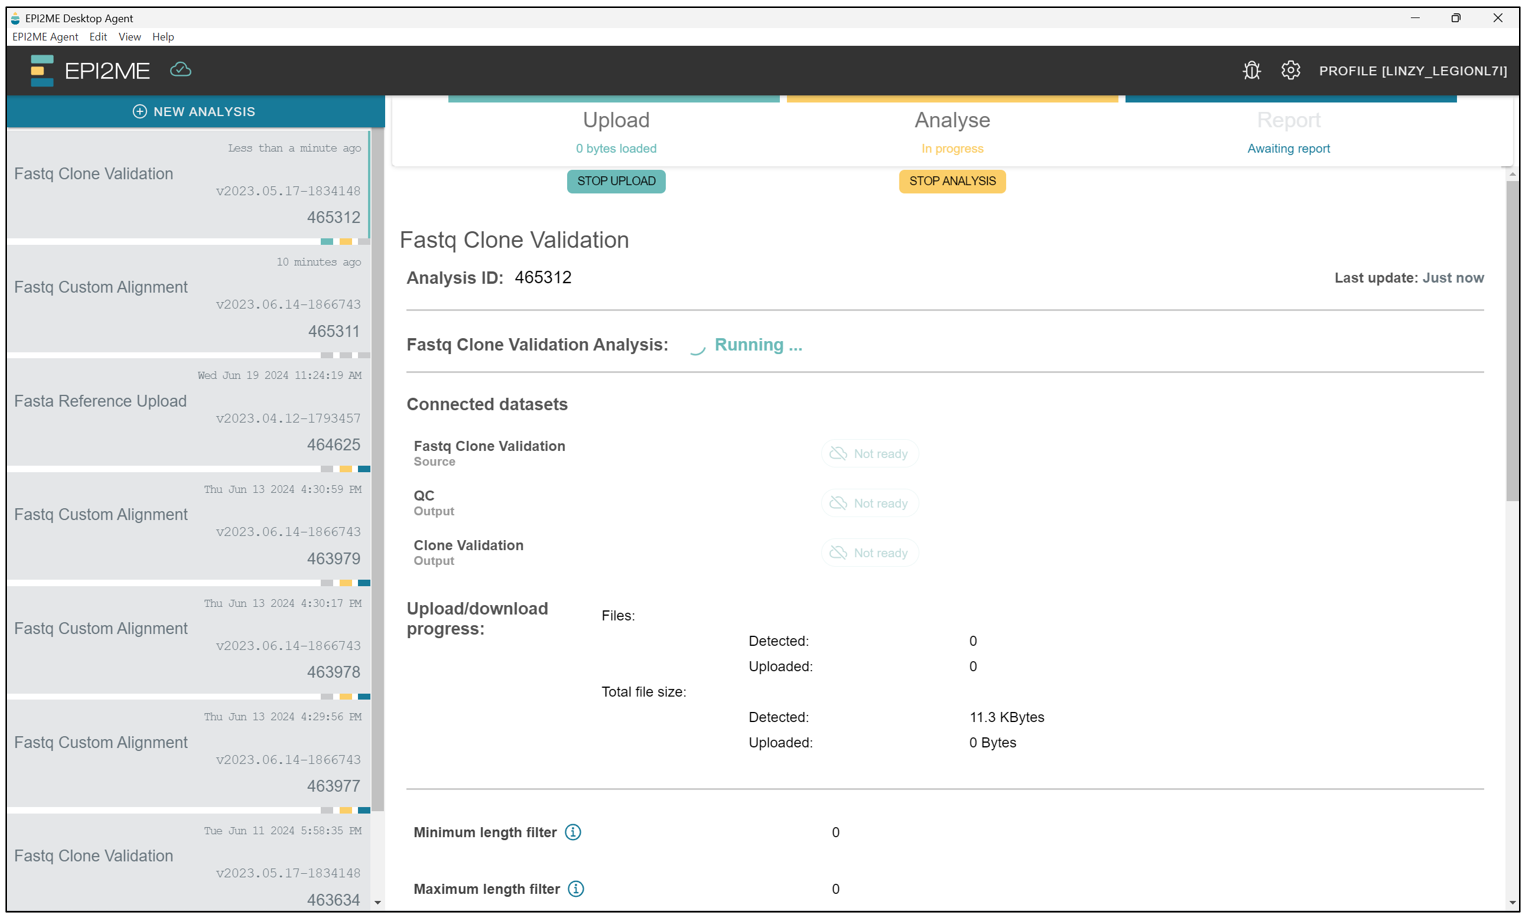 EPI2ME Desktop Agent
EPI2ME Agent Edit View Help
EPI2ME
PROFILE [LINZY_LEGIONL7I]
NEW ANALYSIS
Less than a minute ago
Fastq Clone Validation
v2023.05.17-1834148
465312
10 minutes ago
Fastq Custom Alignment
v2023.06.14-1866743
465311
Wed Jun 19 2024 11:24:19 AM
Fasta Reference Upload
v2023.04.12-1793457
464625
Thu Jun 13 2024 4:30:59 PM
Fastq Custom Alignment
v2023.06.14-1866743
463979
Thu Jun 13 2024 4:30:17 PM
Fastq Custom Alignment
v2023.06.14-1866743
463978
Thu Jun 13 2024 4:29:56 PM
Fastq Custom Alignment
v2023.06.14-1866743
463977
Tue Jun 11 2024 5:58:35 PM
Fastq Clone Validation
v2023.05.17-1834148
463634
Upload
0 bytes loaded
STOP UPLOAD
Analyse
In progress
STOP ANALYSIS
Report
Awaiting report
Fastq Clone Validation
Analysis ID: 465312
Last update: Just now
Fastq Clone Validation Analysis: Running ...
Connected datasets
Fastq Clone Validation
Source
Not ready
QC
Output
Not ready
Clone Validation
Output
Not ready
Upload/download
progress:
Files:
Detected: 0
Uploaded: 0
Total file size:
Detected: 11.3 KBytes
Uploaded: 0 Bytes
Minimum length filter 0
Maximum length filter 0